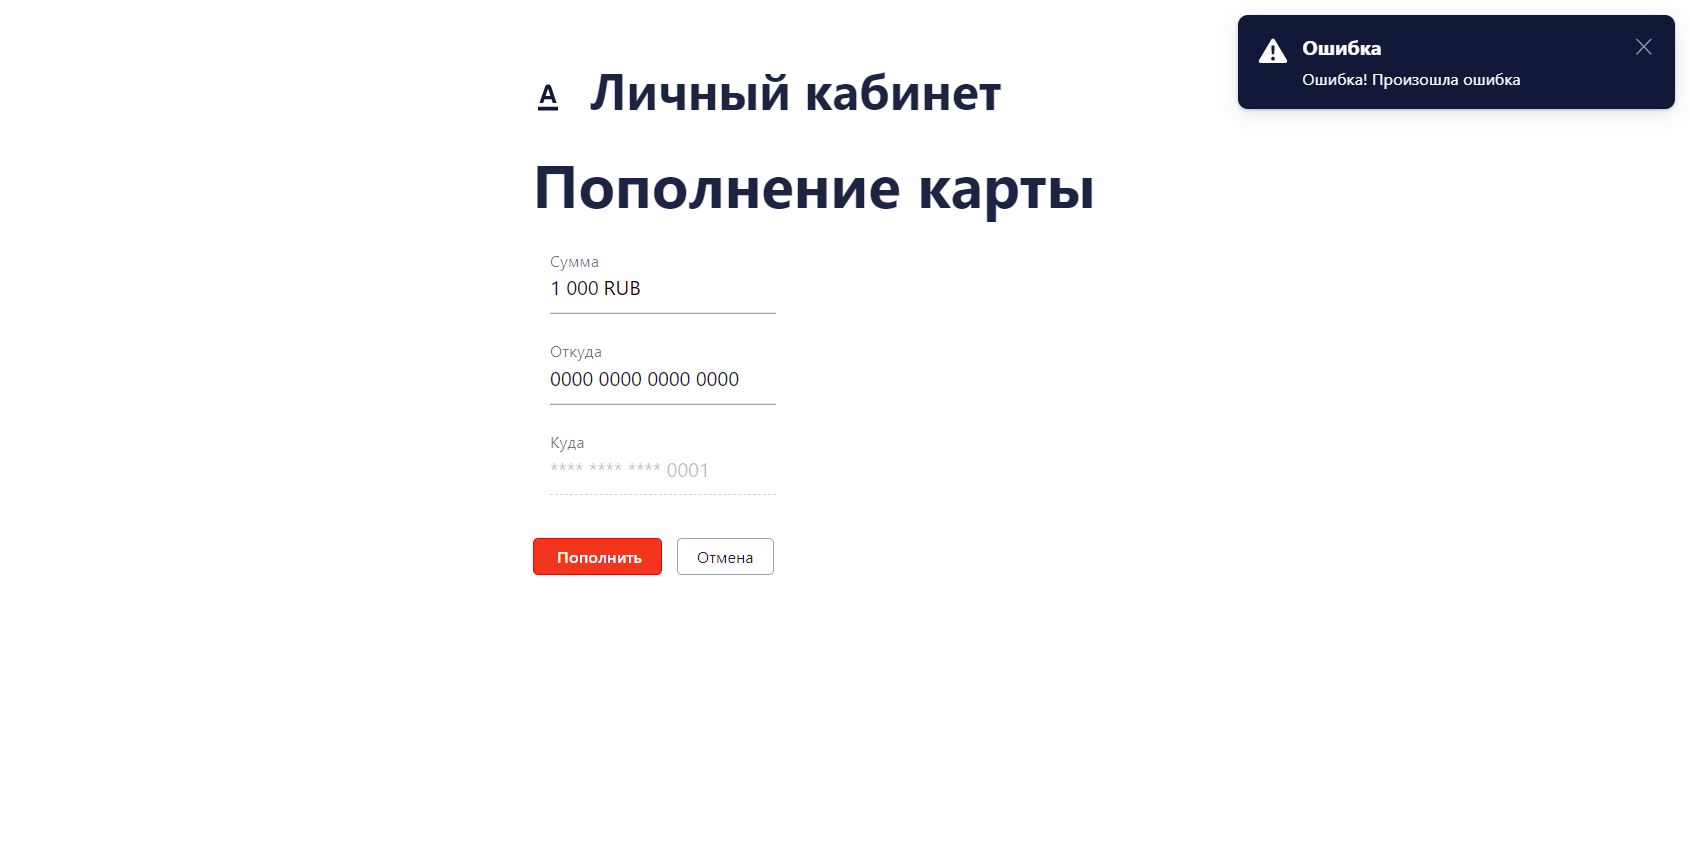 Ошибка
Ошибка! Произошла ошибка
А Личный кабинет
Пополнение карты
Сумма
1 000 RUB
Откуда
0000 0000 0000 0000
Куда
**** **** **** 0001
Пополнить Отмена